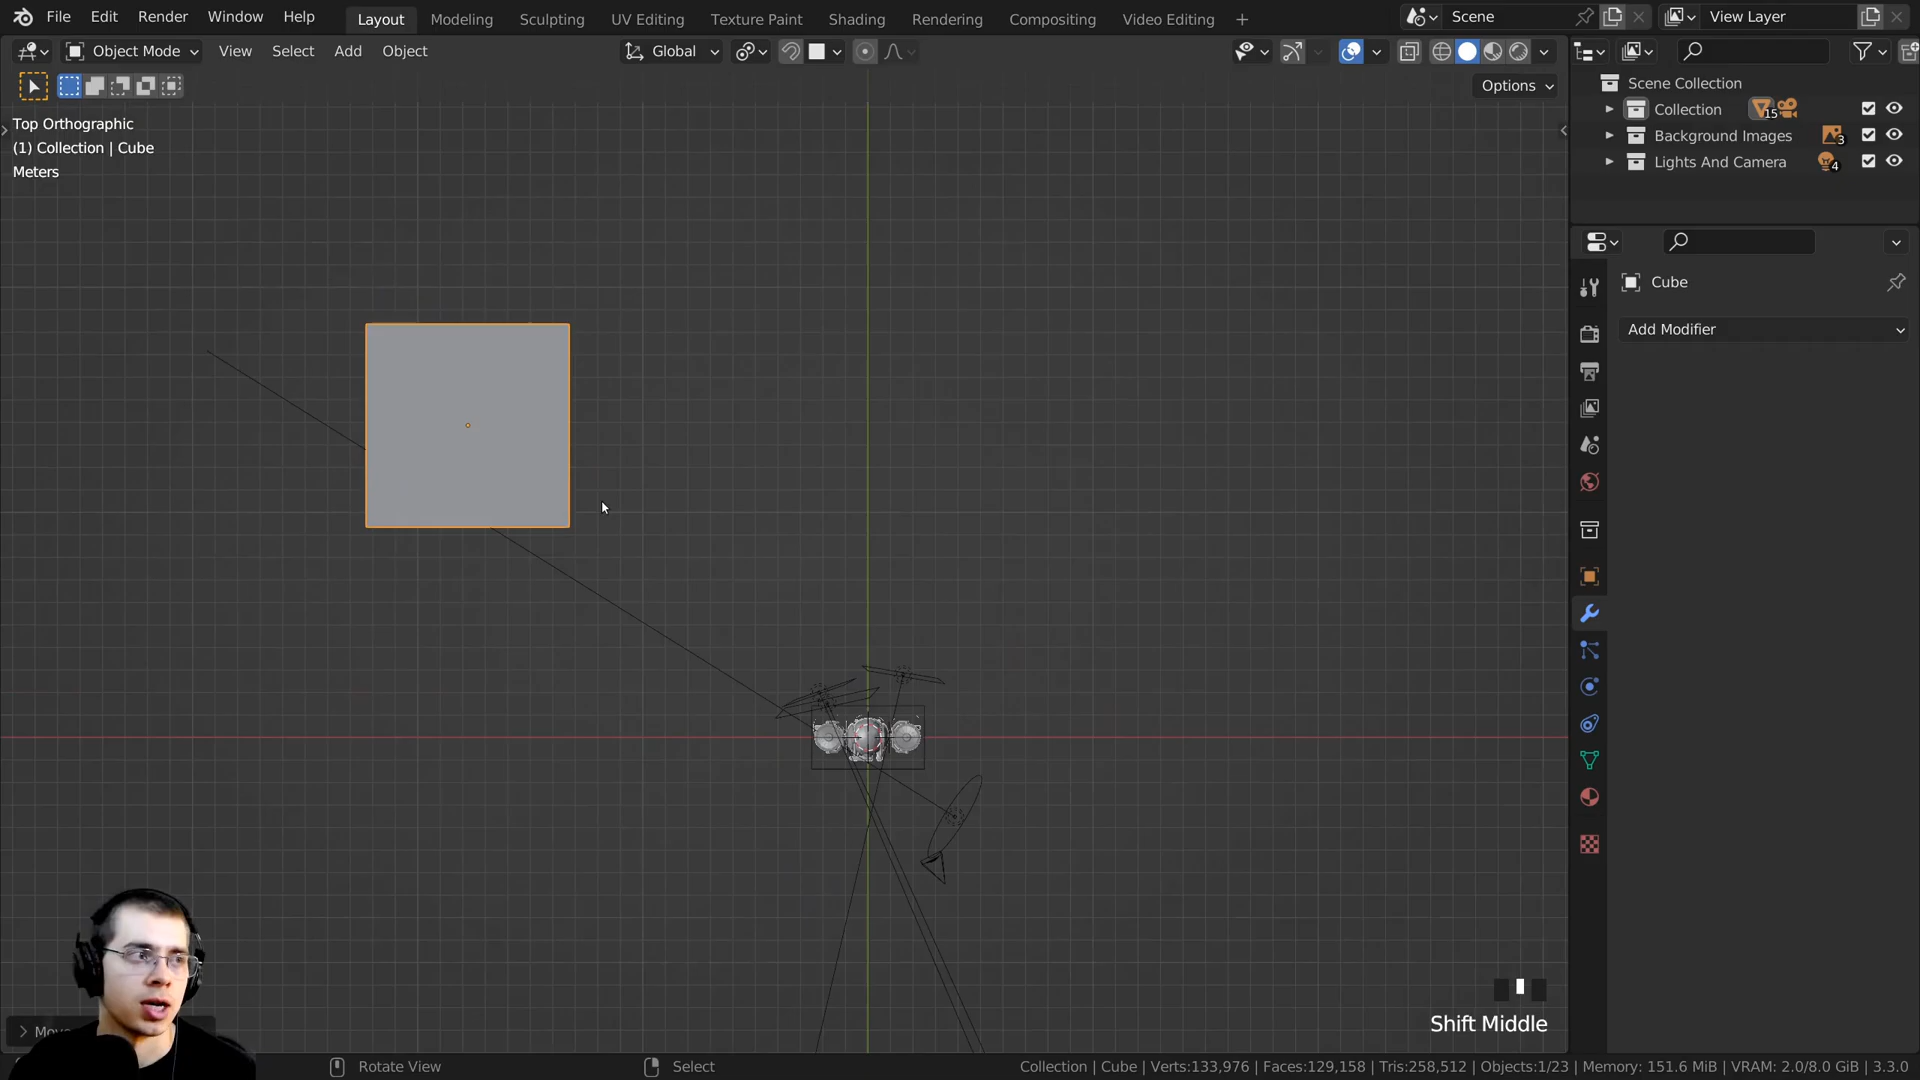 File Edit Render Window Help Layout Modeling Sculpting UV Editing Texture Paint Shading Rendering Compositing Video Editing + Scene View Layer
Object Mode View Select Add Object Global
Options
Top Orthographic
(1) Collection | Cube
Meters
Scene Collection
Collection 15
Background Images 3
Lights And Camera 4
Cube
Add Modifier
Shift Middle
Rotate View Select Collection | Cube | Verts:133,976 | Faces:129,158 | Tris:258,512 | Objects:1/23 | Memory: 151.6 MiB | VRAM: 2.0/8.0 GiB | 3.3.0